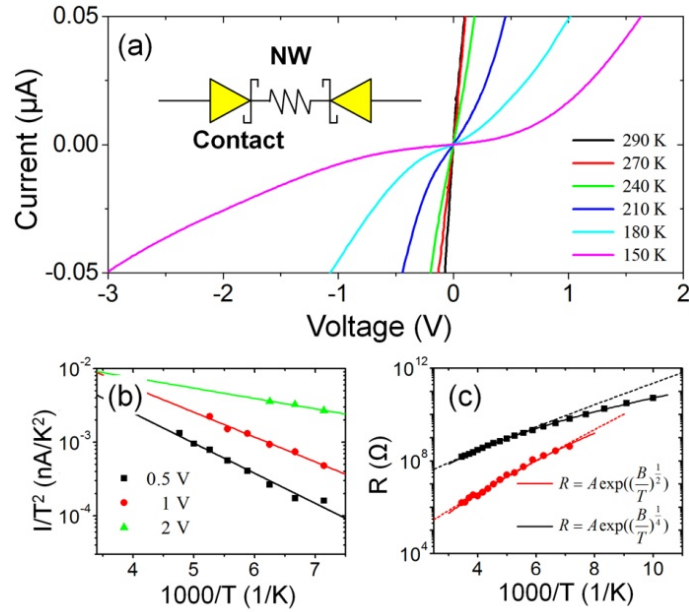 (a)
NW
Contact
Current (μA)
0.05
0.00
-0.05
290 K
270 K
240 K
210 K
180 K
150 K
-3 -2 -1 0 1 2
Voltage (V)
(b)
I/T² (nA/K²)
10⁻²
10⁻³
10⁻⁴
0.5 V
1 V
2 V
4 5 6 7
1000/T (1/K)
(c)
R (Ω)
10¹²
10⁸
10⁴
R = A exp((B/T)^(1/2))
R = A exp((B/T)^(1/4))
4 6 8 10
1000/T (1/K)